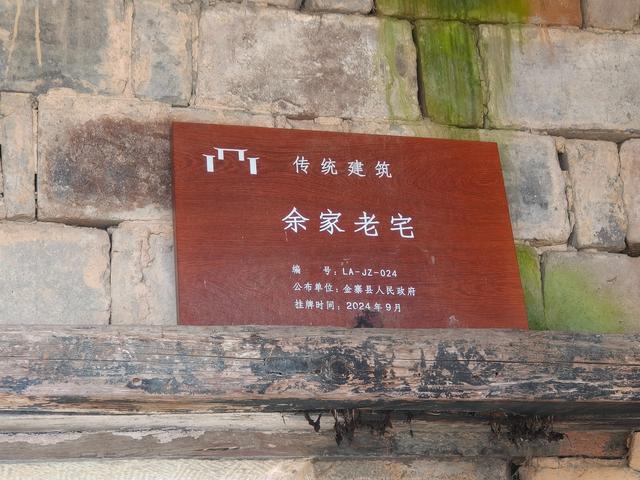 传统建筑
余家老宅
编 号：LA-JZ-024
公布单位：金寨县人民政府
挂牌时间：2024年9月